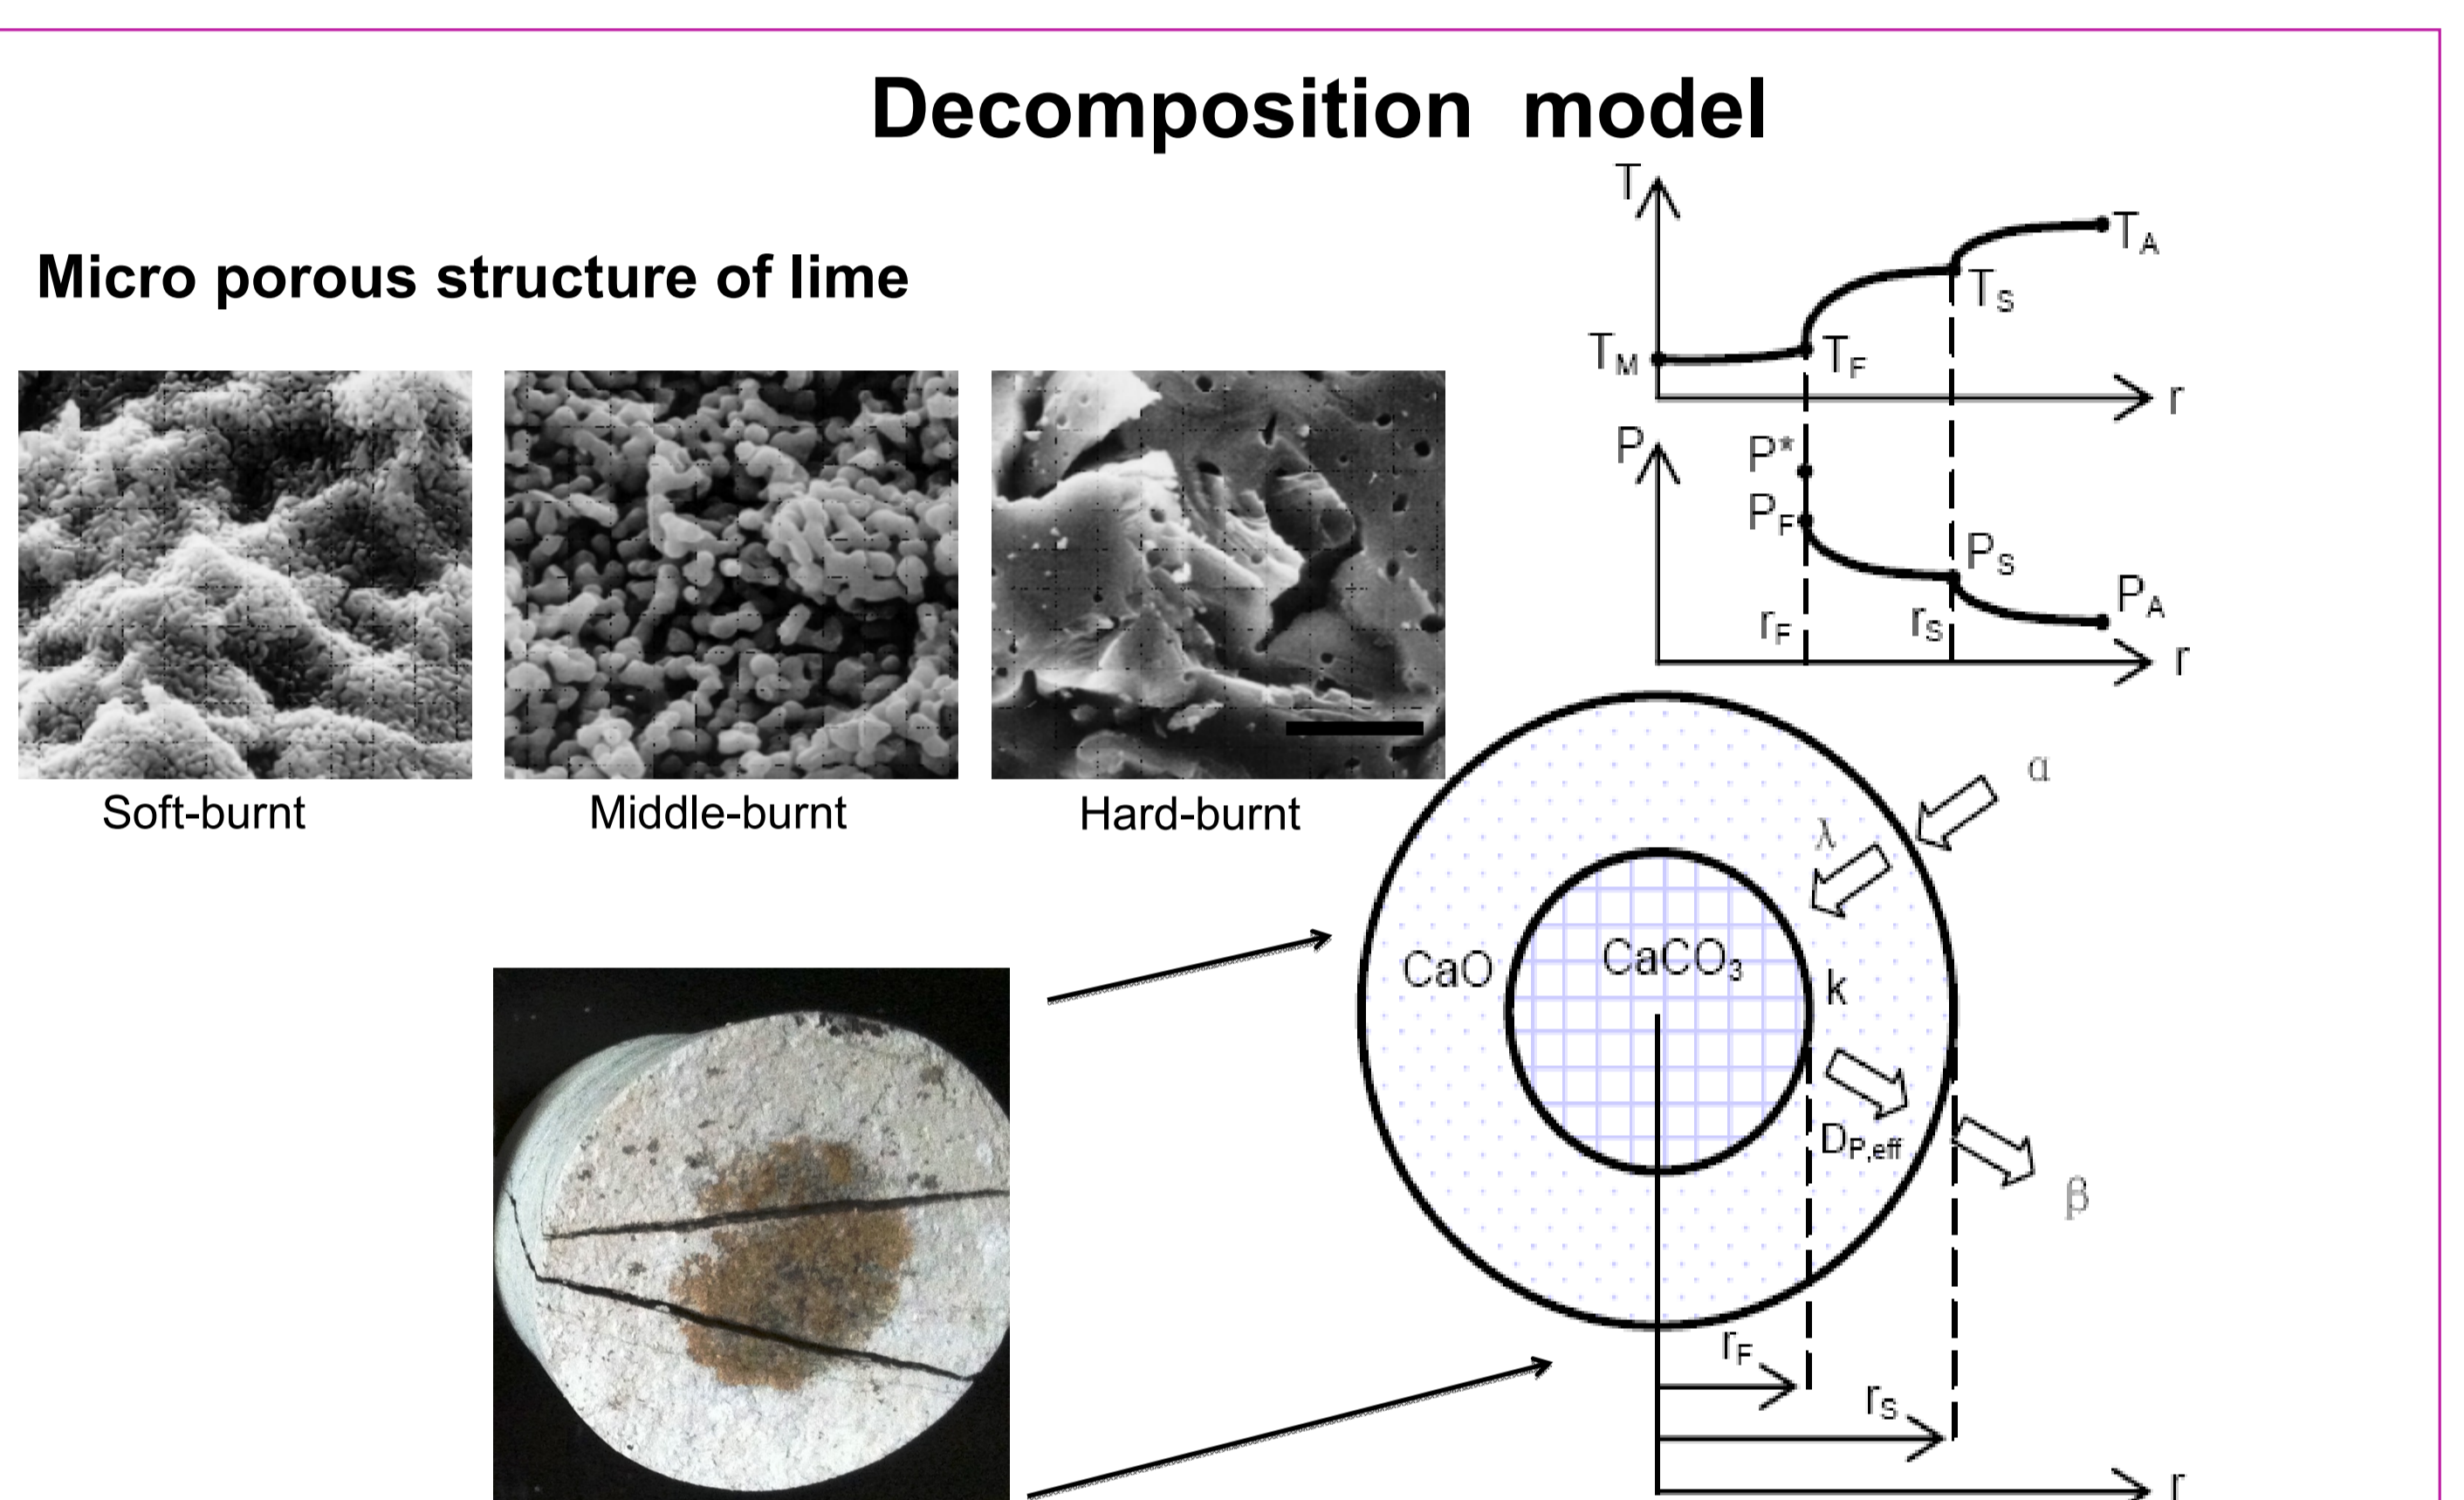 Decomposition model
Micro porous structure of lime
Soft-burnt
Middle-burnt
Hard-burnt
T
T_A
T_S
T_M
T_F
r
P
P*
P_F
P_S
P_A
r_F
r_S
r
α
λ
CaO
CaCO₃
k
D_P,eff
β
r_F
r_S
r